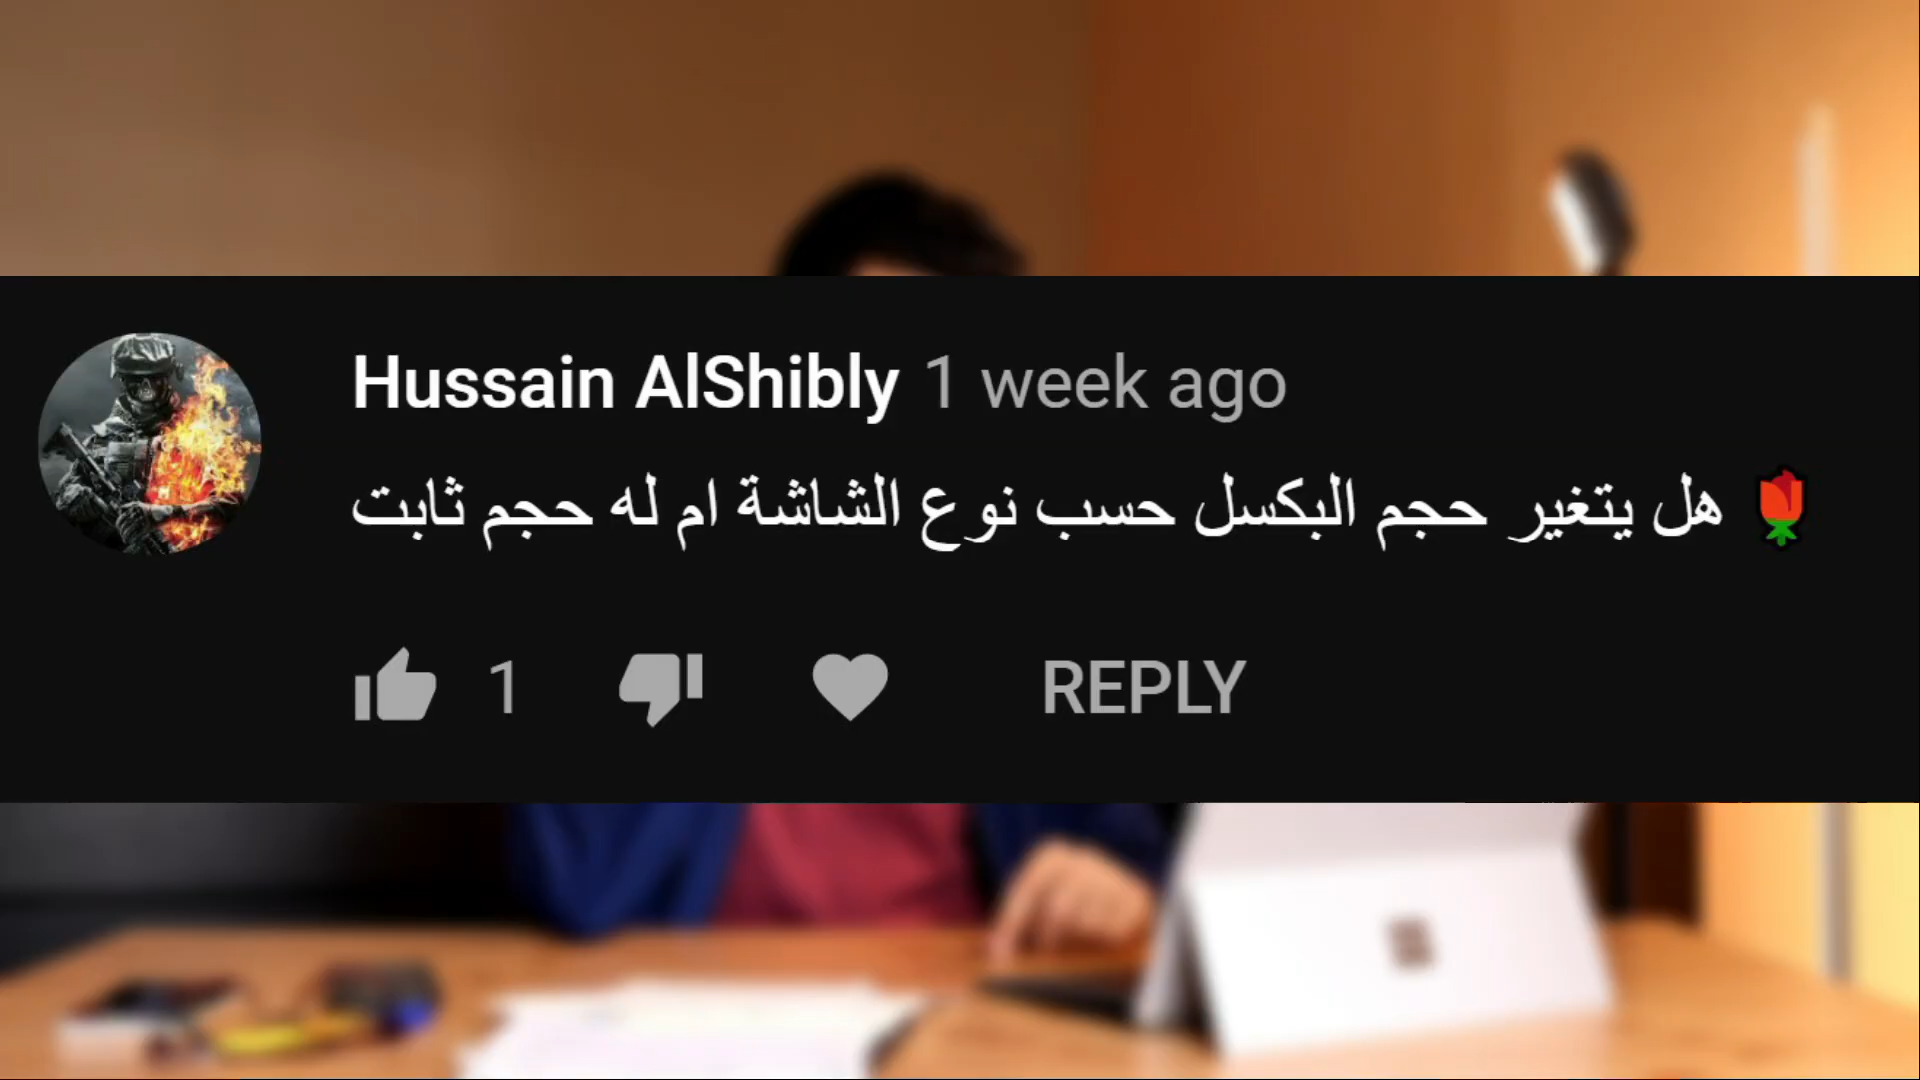 Hussain AlShibly 1 week ago
هل يتغير حجم البكسل حسب نوع الشاشة ام له حجم ثابت 🌹
1 REPLY